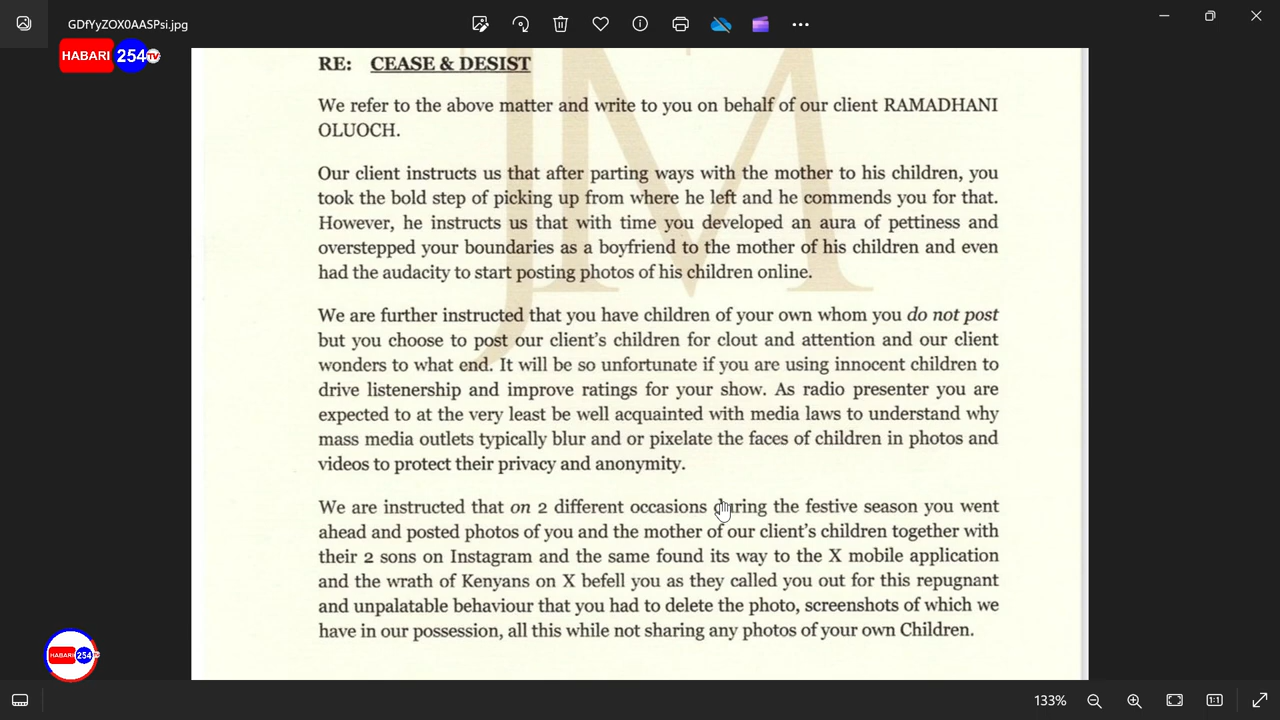 GDfYyZOX0AASPsi.jpg
HABARI 254 TV
RE: CEASE & DESIST
We refer to the above matter and write to you on behalf of our client RAMADHANI
OLUOCH.
Our client instructs us that after parting ways with the mother to his children, you
took the bold step of picking up from where he left and he commends you for that.
However, he instructs us that with time you developed an aura of pettiness and
overstepped your boundaries as a boyfriend to the mother of his children and even
had the audacity to start posting photos of his children online.
We are further instructed that you have children of your own whom you do not post
but you choose to post our client's children for clout and attention and our client
wonders to what end. It will be so unfortunate if you are using innocent children to
drive listenership and improve ratings for your show. As radio presenter you are
expected to at the very least be well acquainted with media laws to understand why
mass media outlets typically blur and or pixelate the faces of children in photos and
videos to protect their privacy and anonymity.
We are instructed that on 2 different occasions during the festive season you went
ahead and posted photos of you and the mother of our client's children together with
their 2 sons on Instagram and the same found its way to the X mobile application
and the wrath of Kenyans on X befell you as they called you out for this repugnant
and unpalatable behaviour that you had to delete the photo, screenshots of which we
have in our possession, all this while not sharing any photos of your own Children.
JM
HABARI 254 TV
133%
1:1